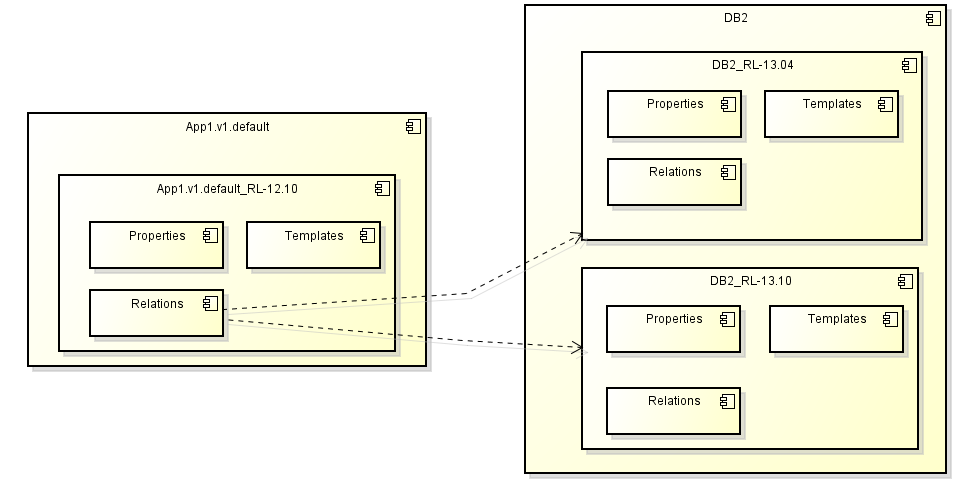 App1.v1.default
App1.v1.default_RL-12.10
Properties
Templates
Relations
DB2
DB2_RL-13.04
Properties
Templates
Relations
DB2_RL-13.10
Properties
Templates
Relations